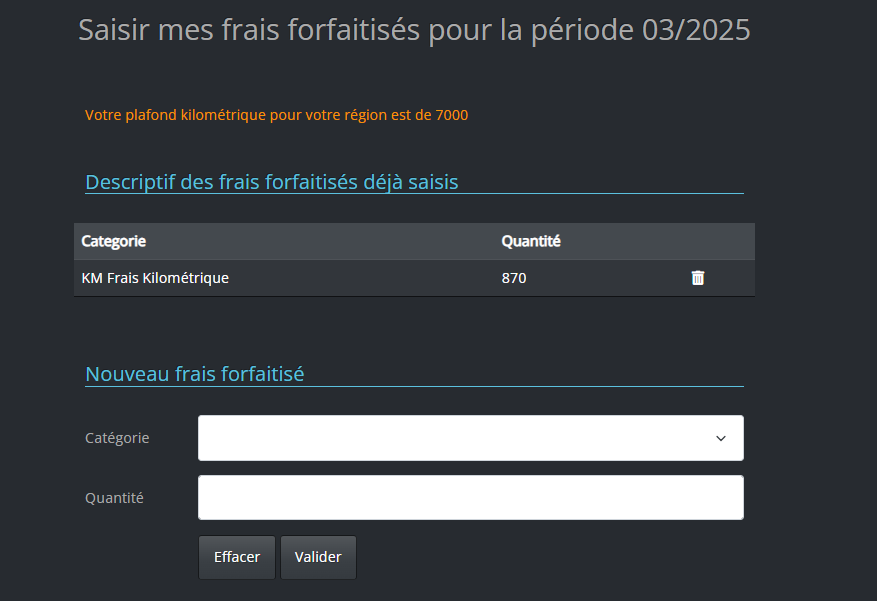 Saisir mes frais forfaitisés pour la période 03/2025
Votre plafond kilométrique pour votre région est de 7000
Descriptif des frais forfaitisés déjà saisis
Categorie Quantité
KM Frais Kilométrique 870
Nouveau frais forfaitisé
Catégorie
Quantité
Effacer Valider